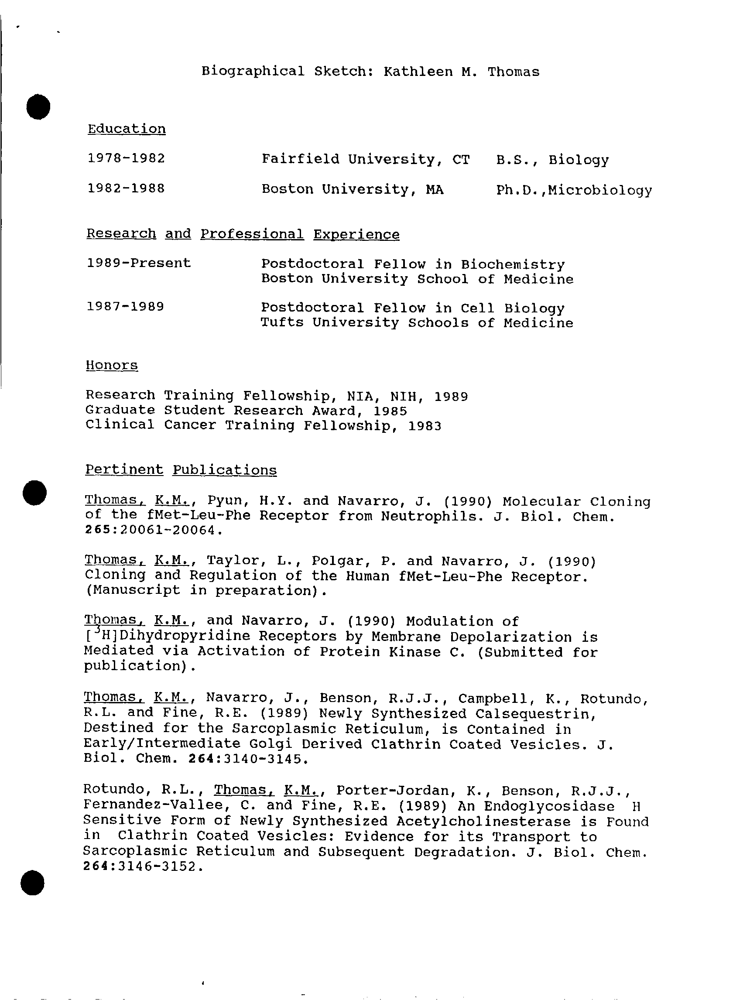 Biographical Sketch: Kathleen M. Thomas
Education
1978-1982 Fairfield University, CT B.S., Biology
1982-1988 Boston University, MA Ph.D.,Microbiology
Research and Professional Experience
1989-Present Postdoctoral Fellow in Biochemistry
Boston University School of Medicine
1987-1989 Postdoctoral Fellow in Cell Biology
Tufts University Schools of Medicine
Honors
Research Training Fellowship, NIA, NIH, 1989
Graduate Student Research Award, 1985
Clinical Cancer Training Fellowship, 1983
Pertinent Publications
Thomas, K.M., Pyun, H.Y. and Navarro, J. (1990) Molecular Cloning
of the fMet-Leu-Phe Receptor from Neutrophils. J. Biol. Chem.
265:20061-20064.
Thomas, K.M., Taylor, L., Polgar, P. and Navarro, J. (1990)
Cloning and Regulation of the Human fMet-Leu-Phe Receptor.
(Manuscript in preparation).
Thomas, K.M., and Navarro, J. (1990) Modulation of
[³H]Dihydropyridine Receptors by Membrane Depolarization is
Mediated via Activation of Protein Kinase C. (Submitted for
publication).
Thomas, K.M., Navarro, J., Benson, R.J.J., Campbell, K., Rotundo,
R.L. and Fine, R.E. (1989) Newly Synthesized Calsequestrin,
Destined for the Sarcoplasmic Reticulum, is Contained in
Early/Intermediate Golgi Derived Clathrin Coated Vesicles. J.
Biol. Chem. 264:3140-3145.
Rotundo, R.L., Thomas, K.M., Porter-Jordan, K., Benson, R.J.J.,
Fernandez-Vallee, C. and Fine, R.E. (1989) An Endoglycosidase H
Sensitive Form of Newly Synthesized Acetylcholinesterase is Found
in Clathrin Coated Vesicles: Evidence for its Transport to
Sarcoplasmic Reticulum and Subsequent Degradation. J. Biol. Chem.
264:3146-3152.